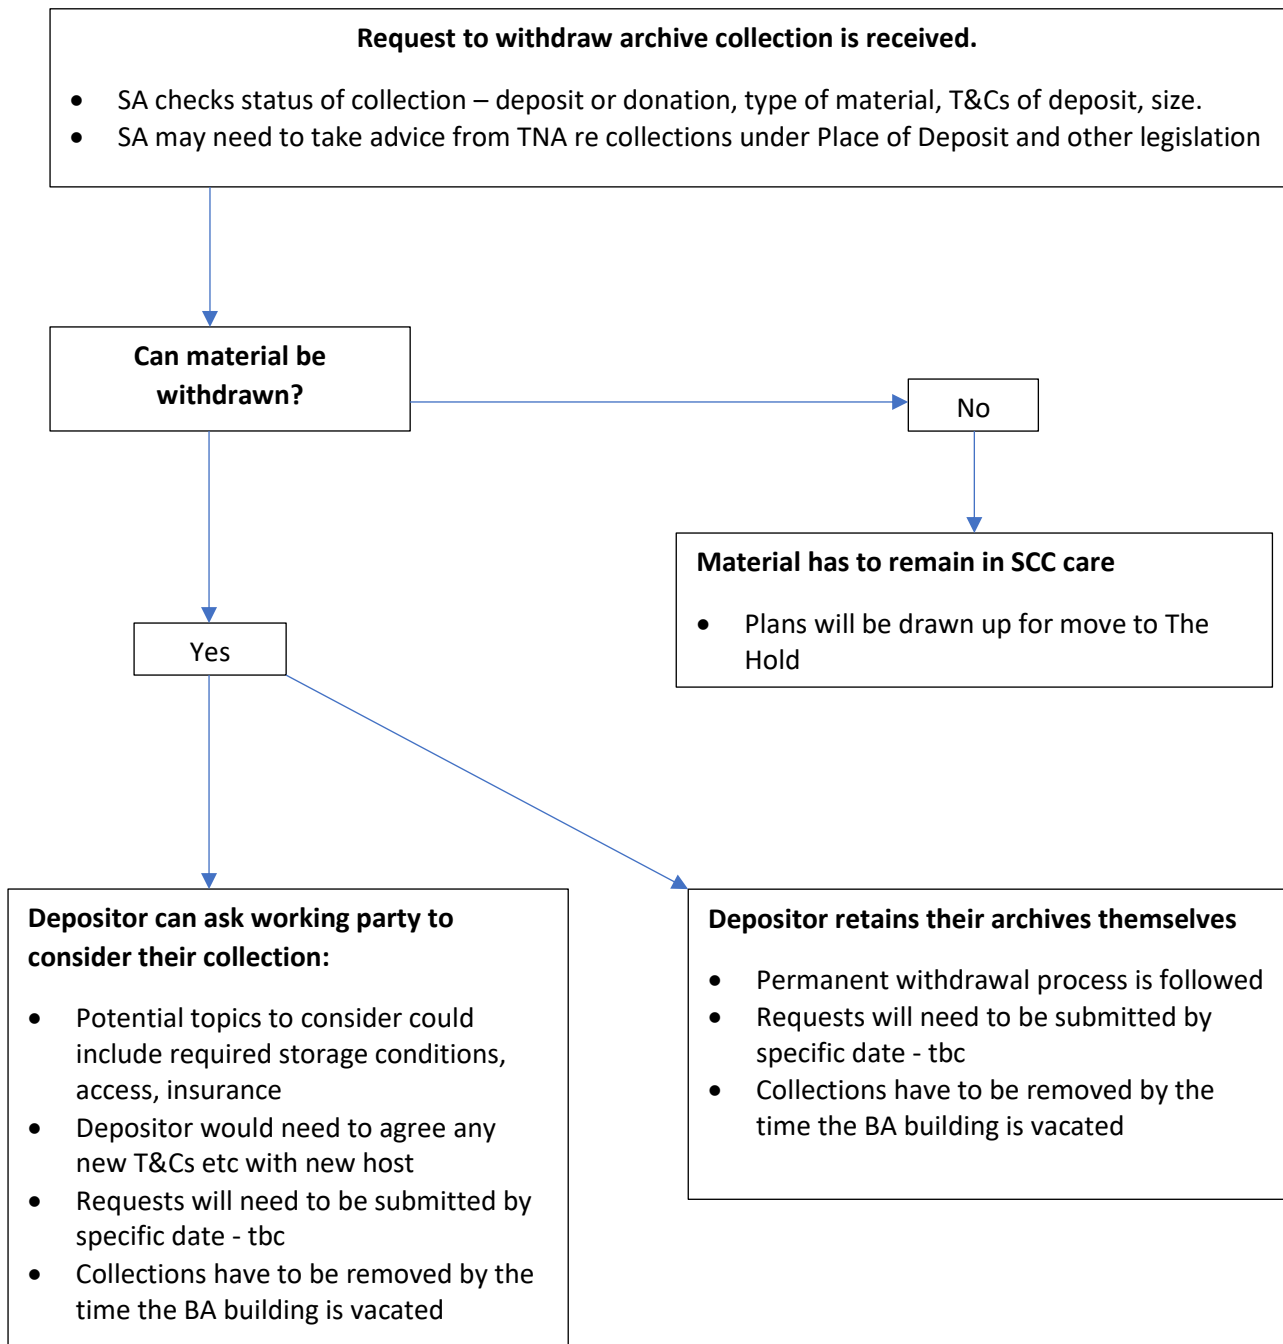 Request to withdraw archive collection is received.
• SA checks status of collection – deposit or donation, type of material, T&Cs of deposit, size.
• SA may need to take advice from TNA re collections under Place of Deposit and other legislation
Can material be
withdrawn?
No
Material has to remain in SCC care
• Plans will be drawn up for move to The
Hold
Yes
Depositor can ask working party to
consider their collection:
• Potential topics to consider could
include required storage conditions,
access, insurance
• Depositor would need to agree any
new T&Cs etc with new host
• Requests will need to be submitted by
specific date - tbc
• Collections have to be removed by the
time the BA building is vacated
Depositor retains their archives themselves
• Permanent withdrawal process is followed
• Requests will need to be submitted by
specific date - tbc
• Collections have to be removed by the
time the BA building is vacated